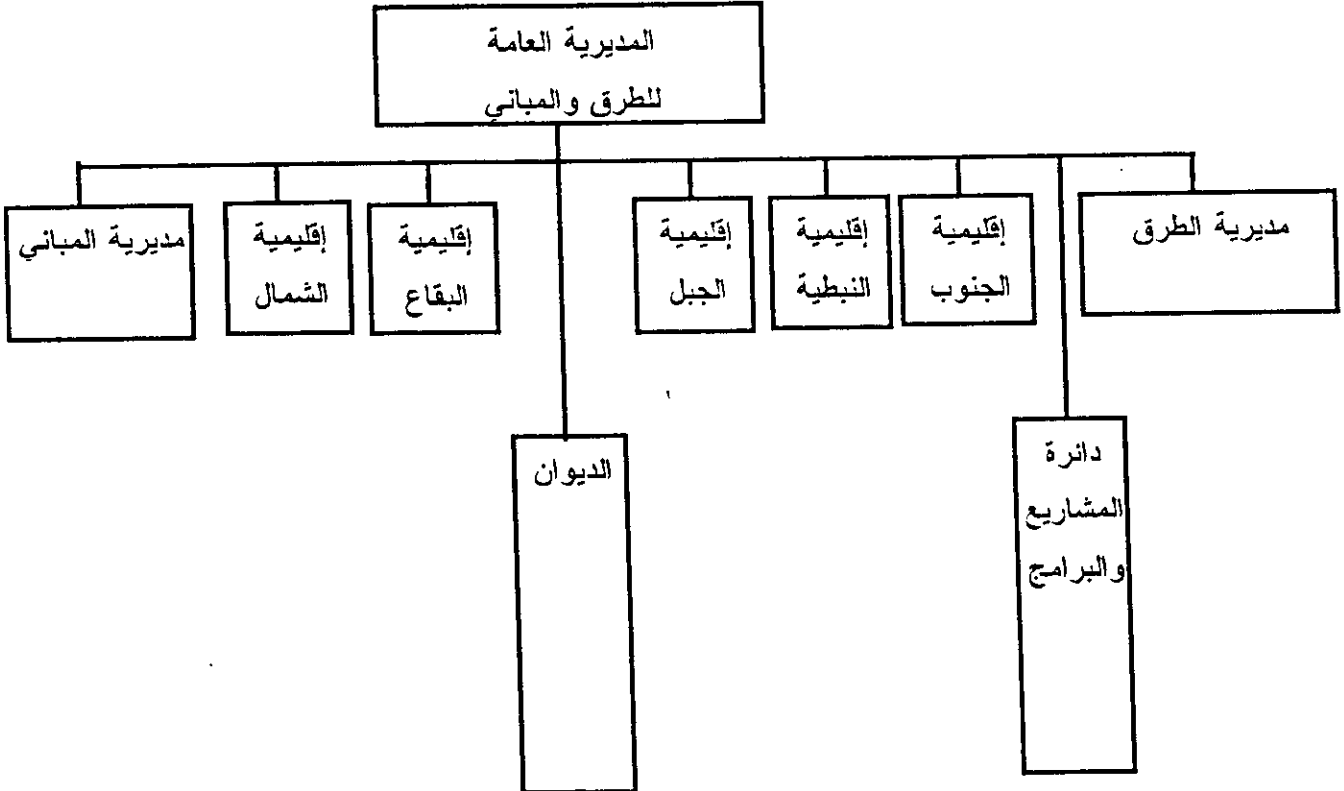 المديرية العامة
للطرق والمباني
مديرية الطرق
إقليمية
الجنوب
إقليمية
النبطية
إقليمية
الجبل
إقليمية
البقاع
إقليمية
الشمال
مديرية المباني
دائرة
المشاريع
والبرامج
الديوان